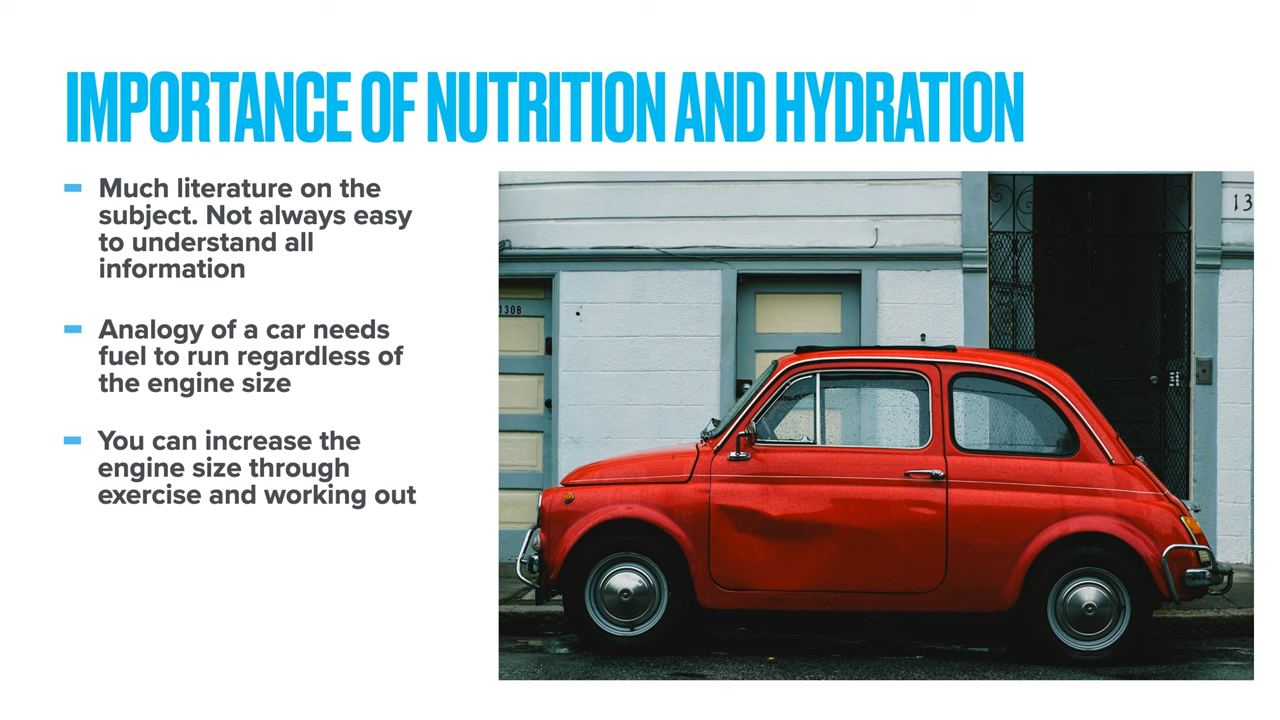 IMPORTANCE OF NUTRITION AND HYDRATION
Much literature on the
subject. Not always easy
to understand all
information
Analogy of a car needs
fuel to run regardless of
the engine size
You can increase the
engine size through
exercise and working out
13
130B